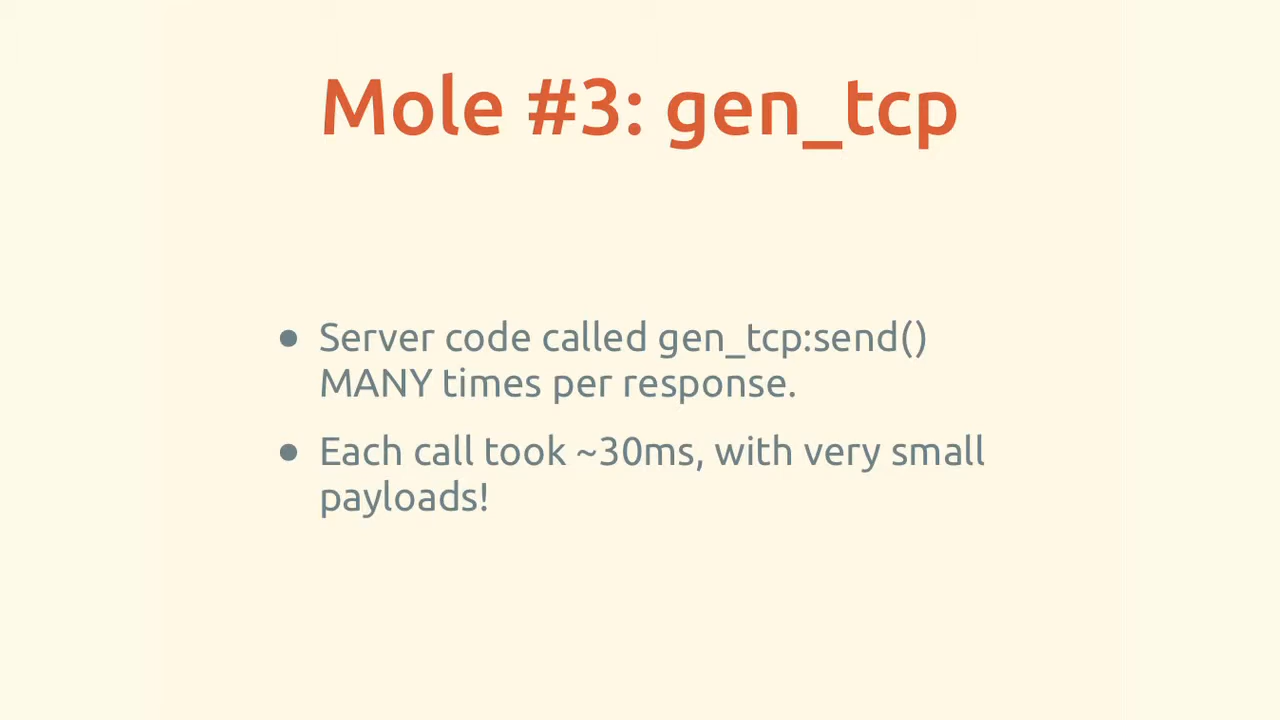 Mole #3: gen_tcp
● Server code called gen_tcp:send()
MANY times per response.
● Each call took ~30ms, with very small
payloads!